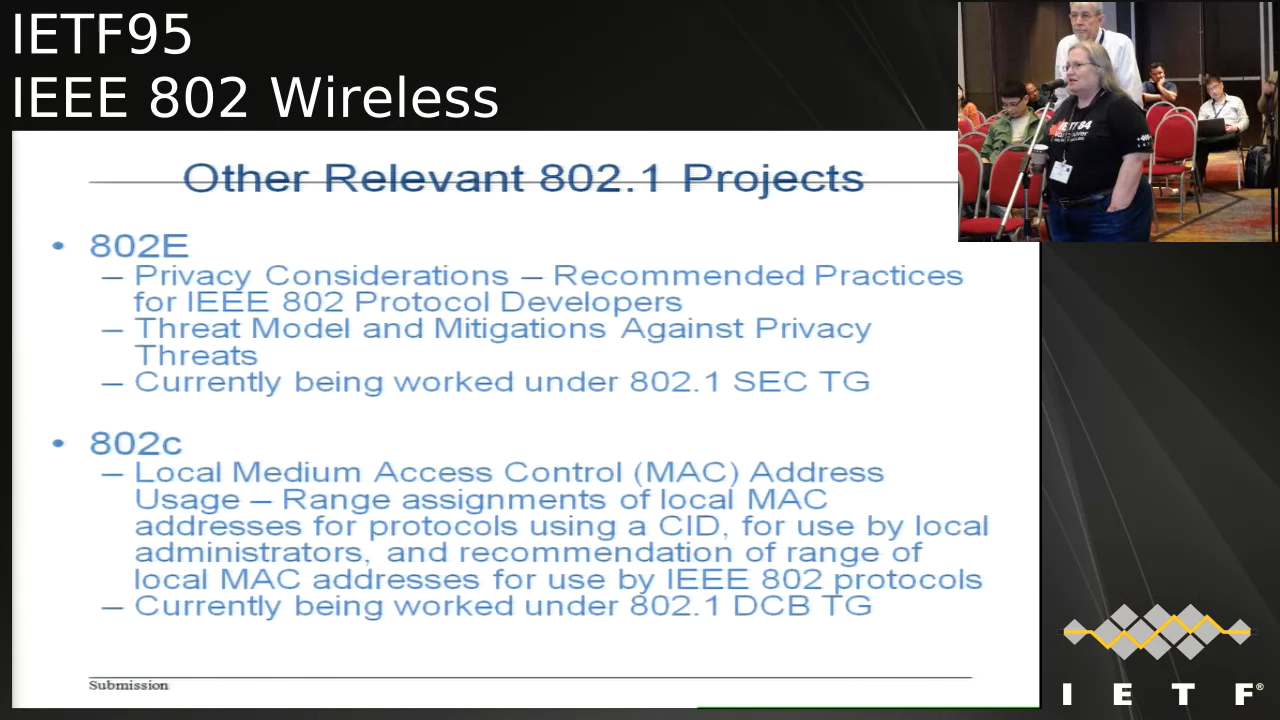 IETF95
IEEE 802 Wireless
Other Relevant 802.1 Projects
• 802E
– Privacy Considerations – Recommended Practices
for IEEE 802 Protocol Developers
– Threat Model and Mitigations Against Privacy
Threats
– Currently being worked under 802.1 SEC TG
• 802c
– Local Medium Access Control (MAC) Address
Usage – Range assignments of local MAC
addresses for protocols using a CID, for use by local
administrators, and recommendation of range of
local MAC addresses for use by IEEE 802 protocols
– Currently being worked under 802.1 DCB TG
Submission
I E T F®